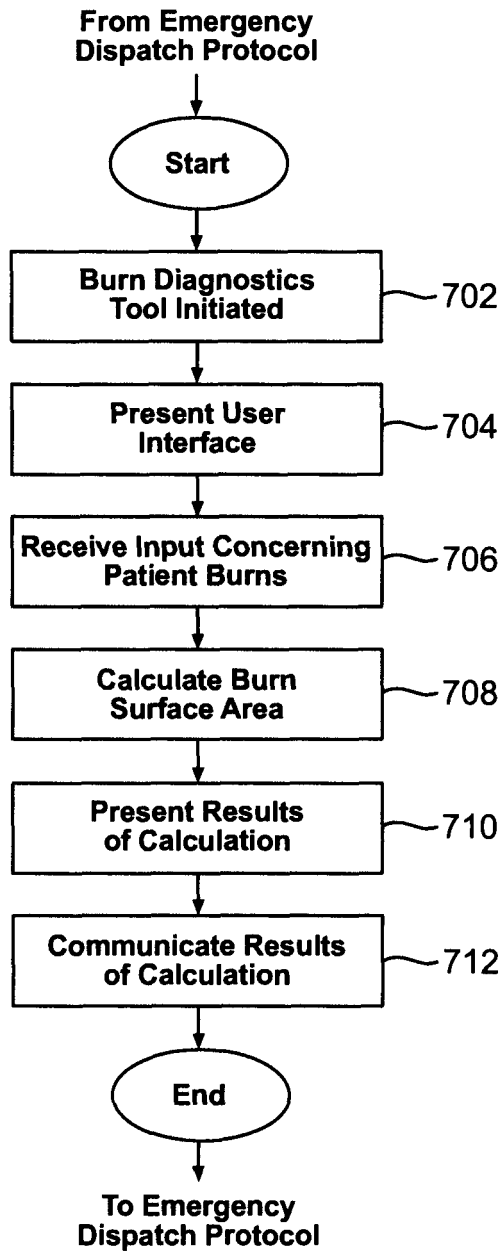 From Emergency
Dispatch Protocol
Start
Burn Diagnostics
Tool Initiated
702
Present User
Interface
704
Receive Input Concerning
Patient Burns
706
Calculate Burn
Surface Area
708
Present Results
of Calculation
710
Communicate Results
of Calculation
712
End
To Emergency
Dispatch Protocol